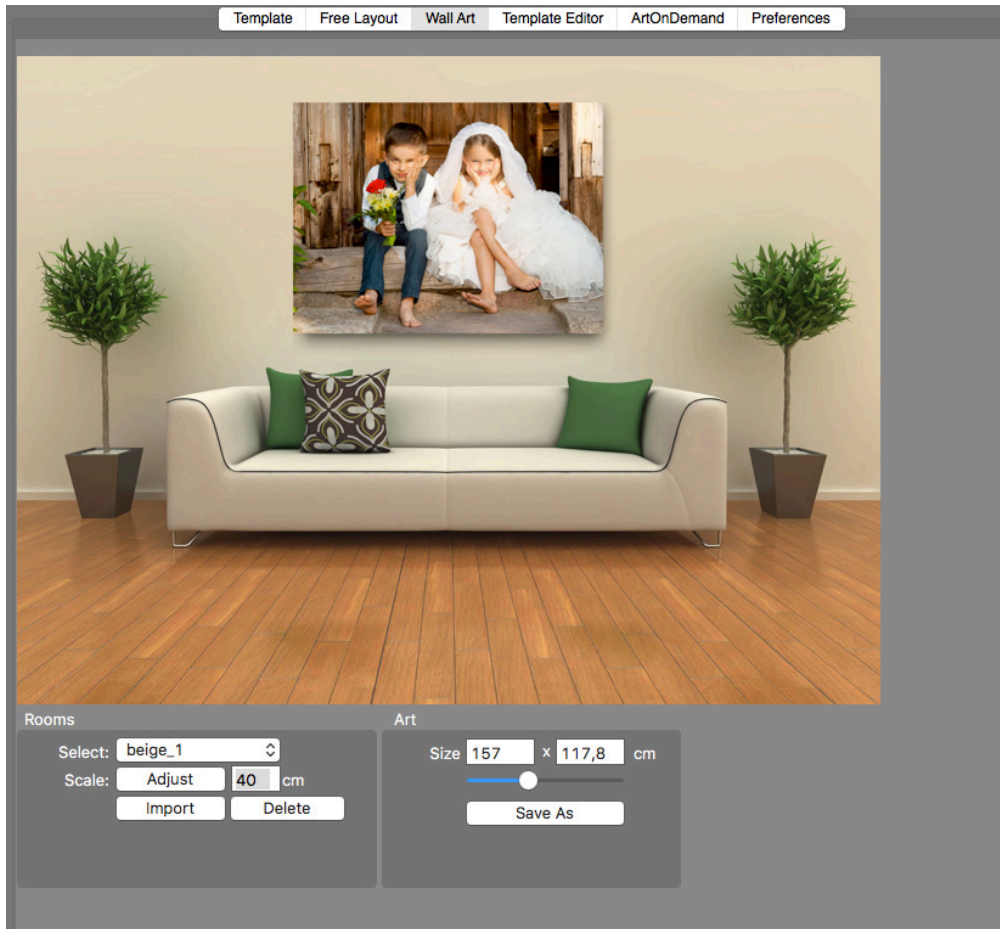 Template Free Layout Wall Art Template Editor ArtOnDemand Preferences
Rooms
Select: beige_1
Scale: Adjust 40 cm
Import Delete
Art
Size 157 x 117,8 cm
Save As